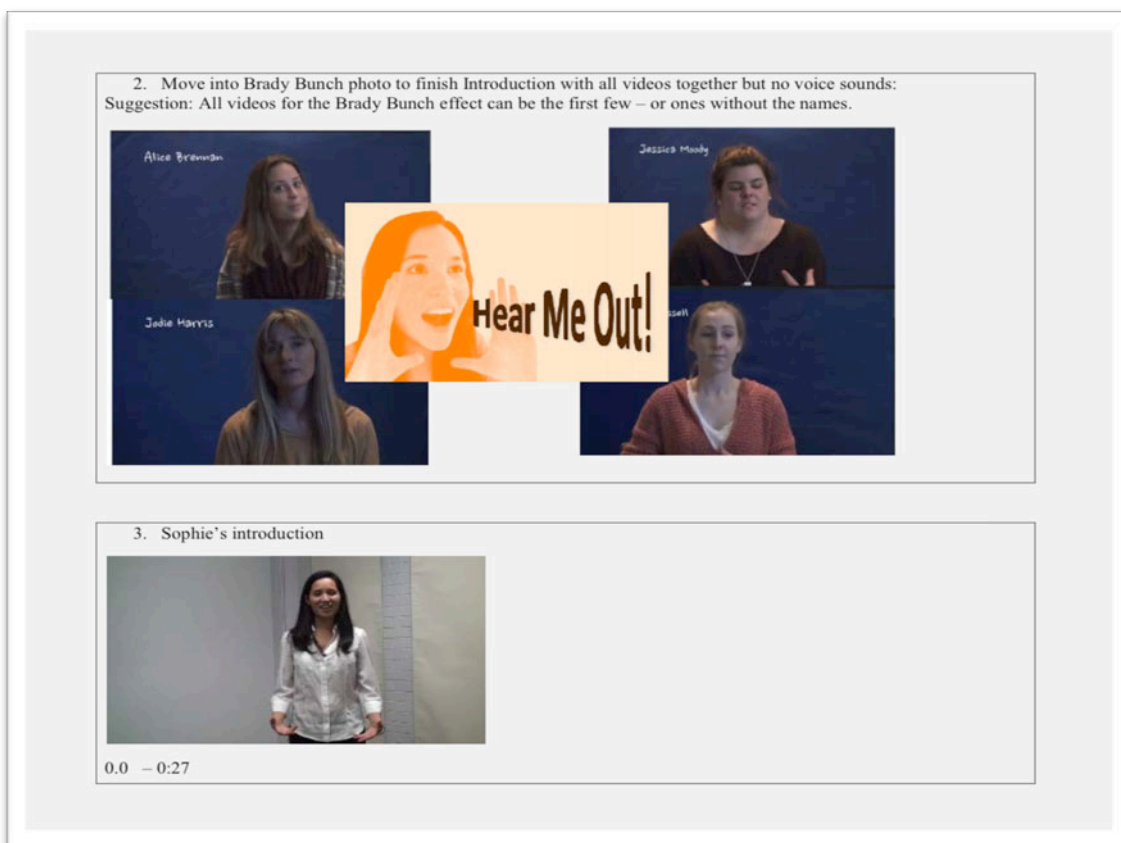 2. Move into Brady Bunch photo to finish Introduction with all videos together but no voice sounds:
Suggestion: All videos for the Brady Bunch effect can be the first few – or ones without the names.
Alice Brennan
Jessica Moody
Hear Me Out!
Jodie Harris
ssell
3. Sophie's introduction
0.0 – 0:27